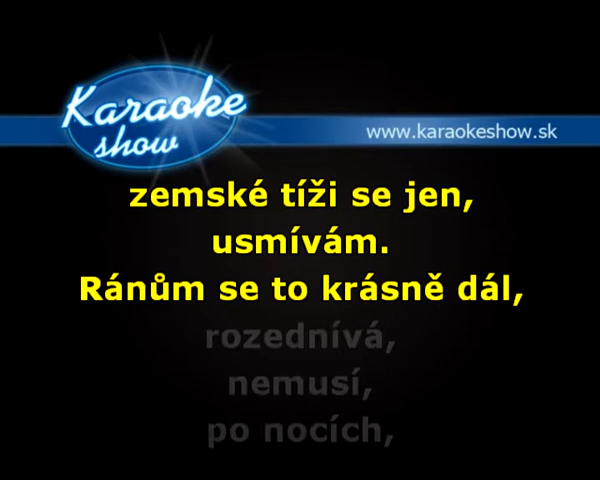 Karaoke
show
www.karaokeshow.sk
zemské tíži se jen,
usmívám.
Ránům se to krásně dál,
rozednívá,
nemusí,
po nocích,